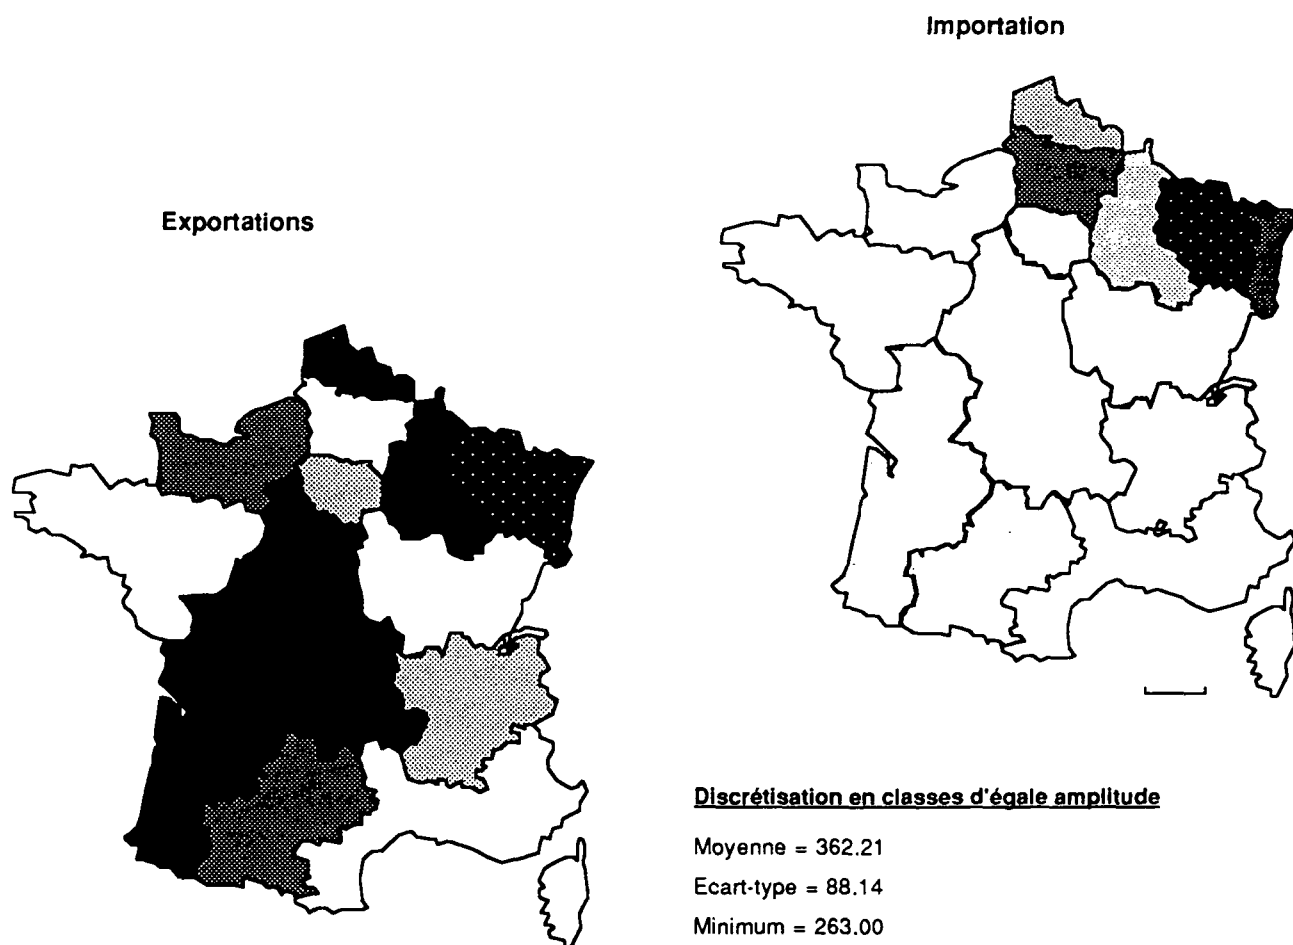 Importation
Exportations
Discrétisation en classes d'égale amplitude
Moyenne = 362.21
Ecart-type = 88.14
Minimum = 263.00